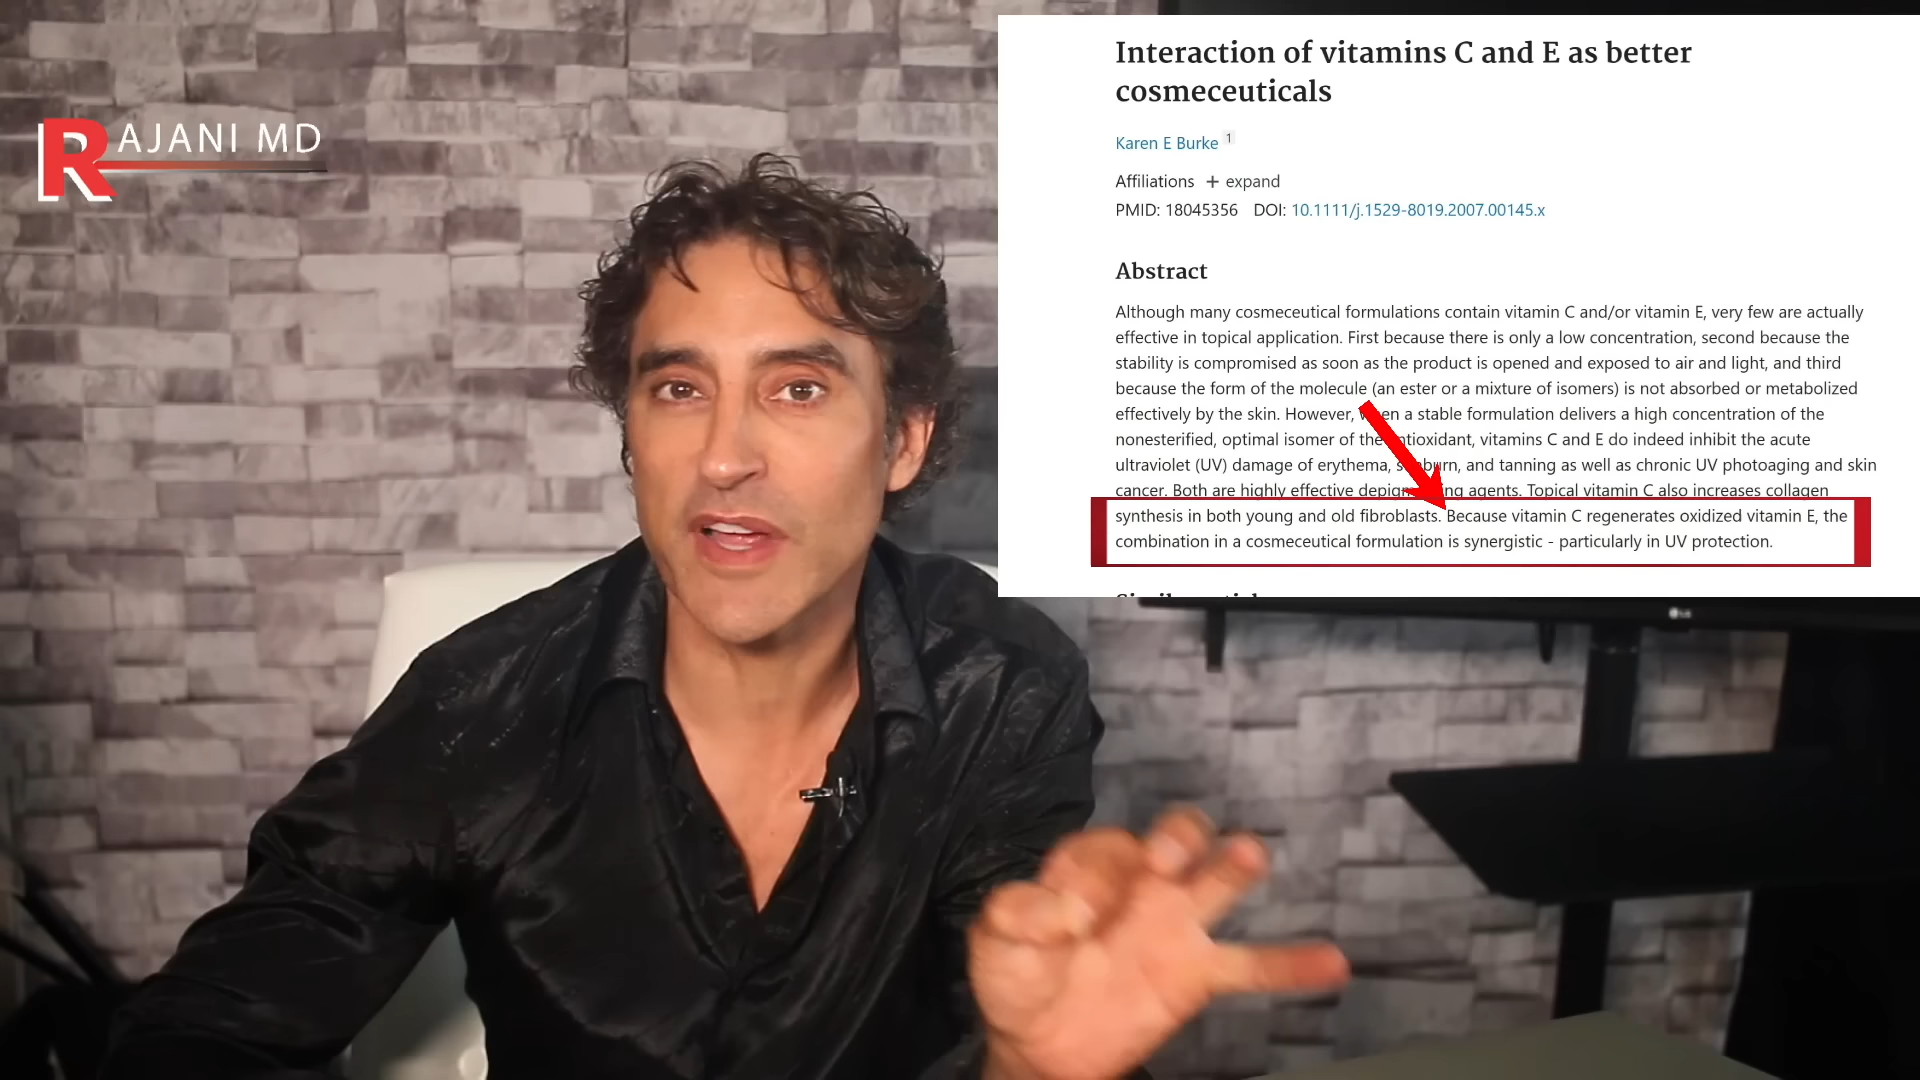 RAJANI MD
Interaction of vitamins C and E as better
cosmeceuticals
Karen E Burke 1
Affiliations + expand
PMID: 18045356 DOI: 10.1111/j.1529-8019.2007.00145.x
Abstract
Although many cosmeceutical formulations contain vitamin C and/or vitamin E, very few are actually
effective in topical application. First because there is only a low concentration, second because the
stability is compromised as soon as the product is opened and exposed to air and light, and third
because the form of the molecule (an ester or a mixture of isomers) is not absorbed or metabolized
effectively by the skin. However, when a stable formulation delivers a high concentration of the
nonesterified, optimal isomer of the antioxidant, vitamins C and E do indeed inhibit the acute
ultraviolet (UV) damage of erythema, sunburn, and tanning as well as chronic UV photoaging and skin
cancer. Both are highly effective depigmenting agents. Topical vitamin C also increases collagen
synthesis in both young and old fibroblasts. Because vitamin C regenerates oxidized vitamin E, the
combination in a cosmeceutical formulation is synergistic - particularly in UV protection.
LG